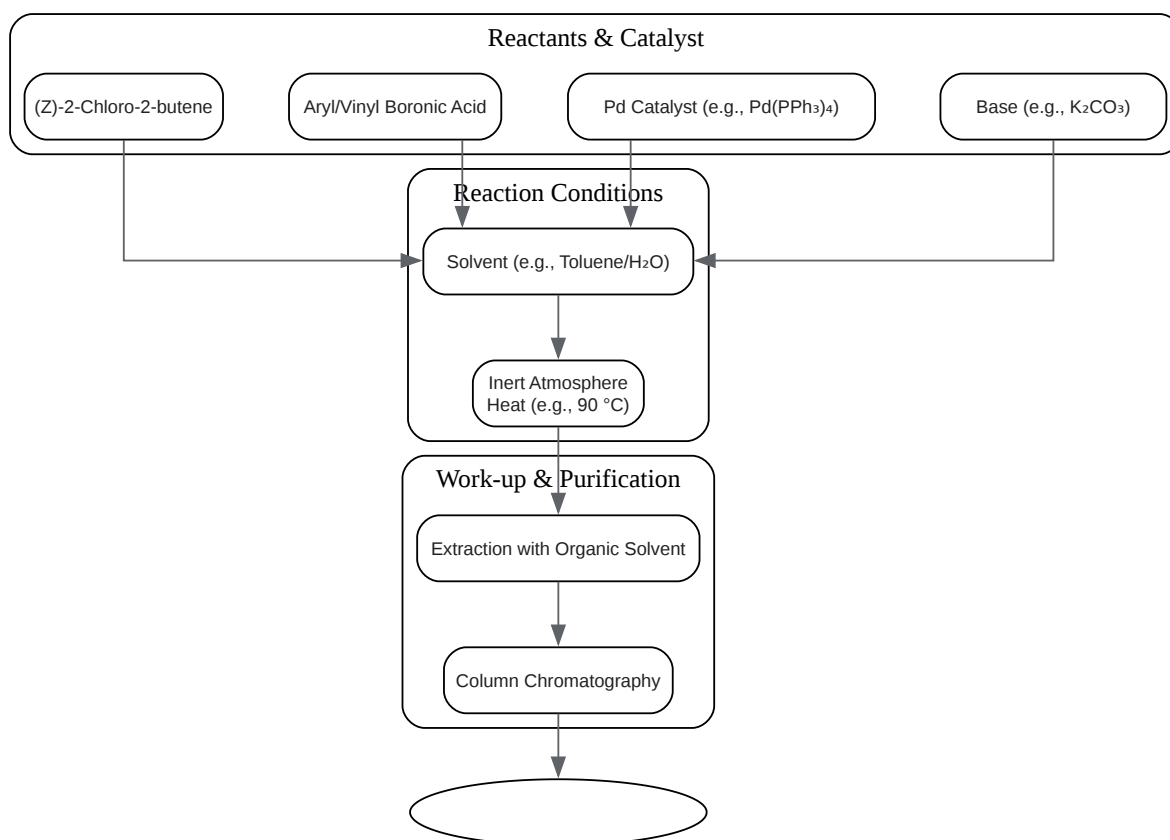 Reactants & Catalyst
(Z)-2-Chloro-2-butene
Aryl/Vinyl Boronic Acid
Pd Catalyst (e.g., Pd(PPh₃)₄)
Base (e.g., K₂CO₃)
Reaction Conditions
Solvent (e.g., Toluene/H₂O)
Inert Atmosphere
Heat (e.g., 90 °C)
Work-up & Purification
Extraction with Organic Solvent
Column Chromatography